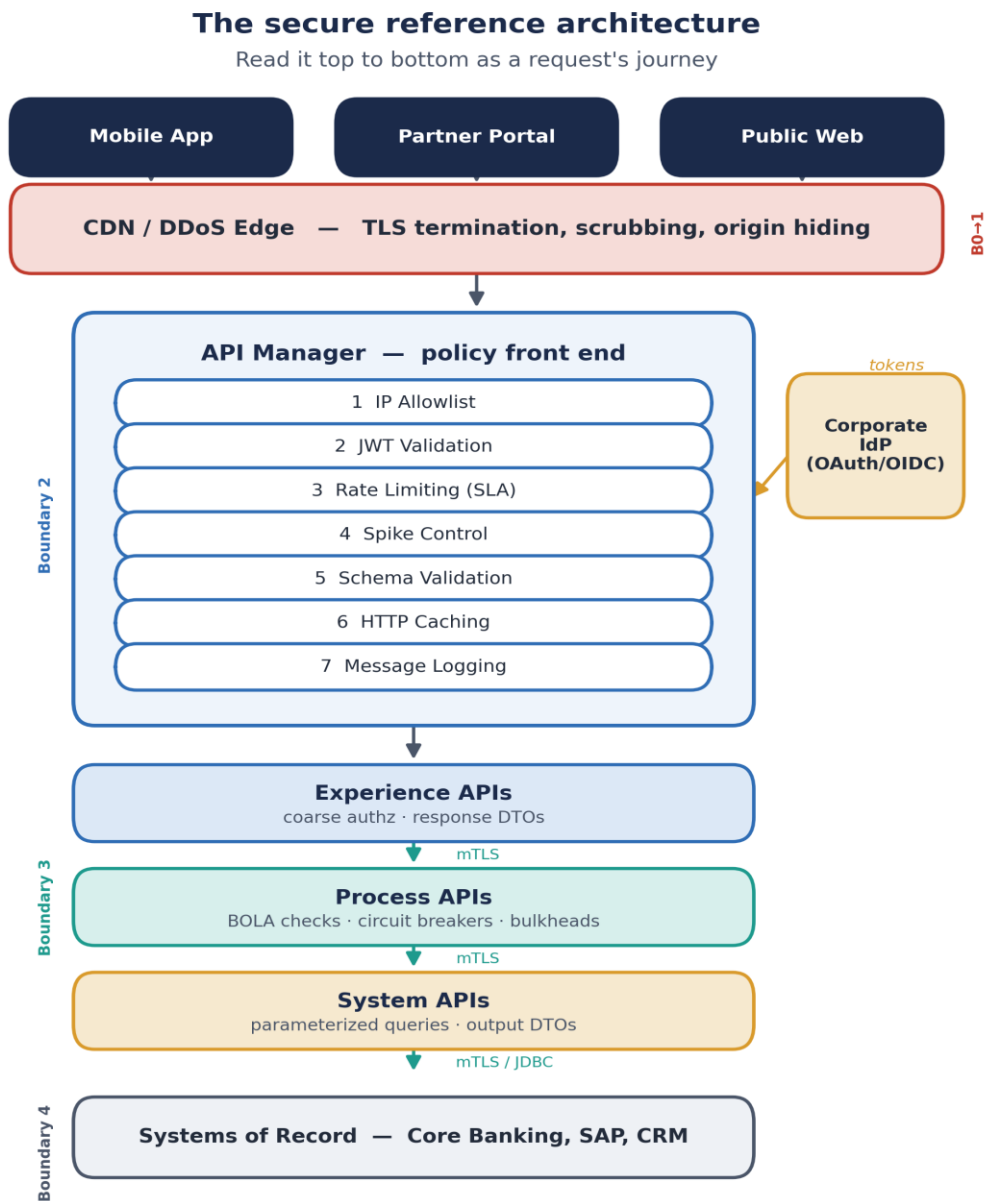 The secure reference architecture
Read it top to bottom as a request's journey
Mobile App
Partner Portal
Public Web
CDN / DDoS Edge — TLS termination, scrubbing, origin hiding
B0→1
API Manager — policy front end
1 IP Allowlist
2 JWT Validation
3 Rate Limiting (SLA)
4 Spike Control
5 Schema Validation
6 HTTP Caching
7 Message Logging
Boundary 2
tokens
Corporate
IdP
(OAuth/OIDC)
Experience APIs
coarse authz · response DTOs
mTLS
Boundary 3
Process APIs
BOLA checks · circuit breakers · bulkheads
mTLS
System APIs
parameterized queries · output DTOs
mTLS / JDBC
Boundary 4
Systems of Record — Core Banking, SAP, CRM